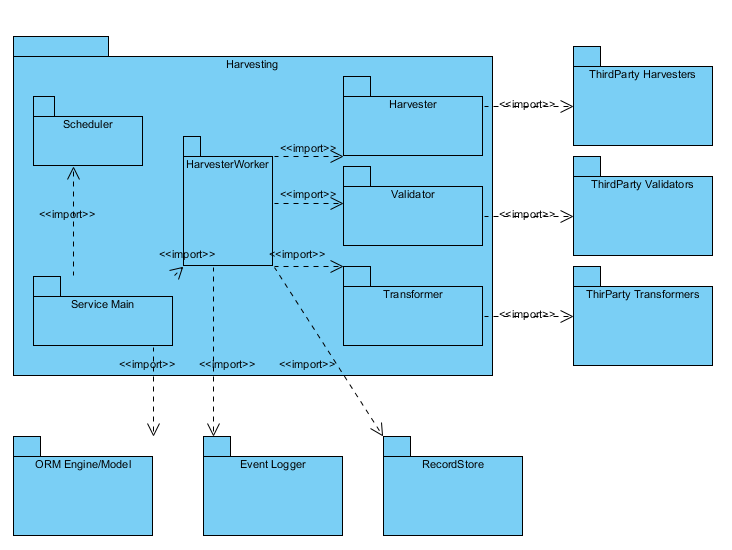 Harvesting
ThirdParty Harvesters
Harvester
<<import>>
Scheduler
<<import>>
HarvesterWorker
ThirdParty Validators
<<import>>
Validator
<<import>>
<<import>>
<<import>>
<<import>>
Service Main
Transformer
ThirParty Transformers
<<import>>
<<import>>
<<import>>
<<import>>
ORM Engine/Model
Event Logger
RecordStore